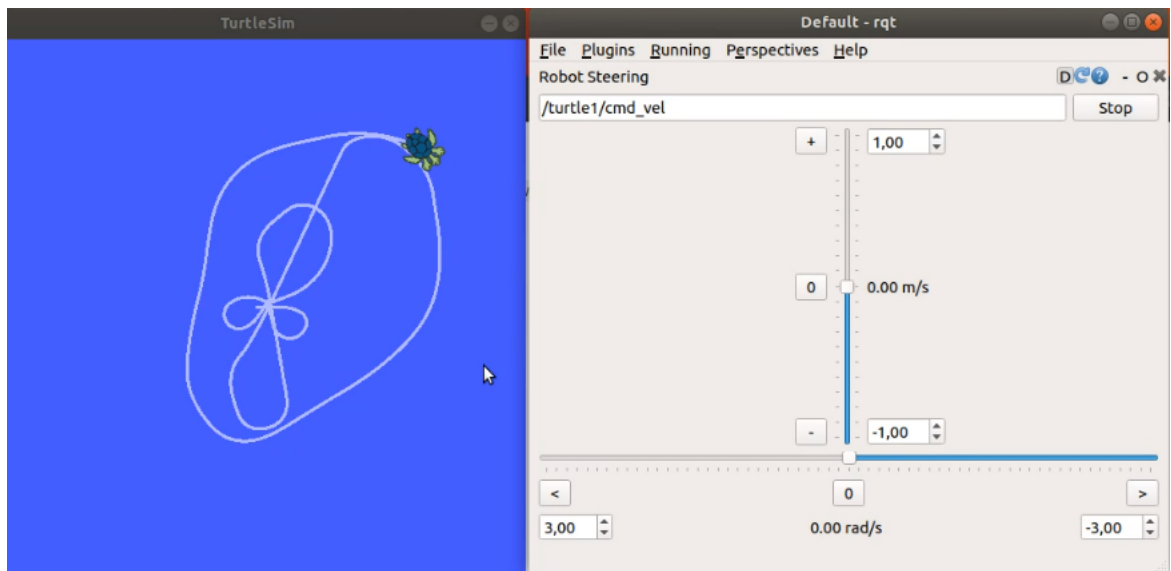 TurtleSim
Default - rqt
File Plugins Running Perspectives Help
Robot Steering
D ? - O ✖
/turtle1/cmd_vel Stop
+ 1,00
0 0.00 m/s
- -1,00
< 0 >
3,00 0.00 rad/s -3,00